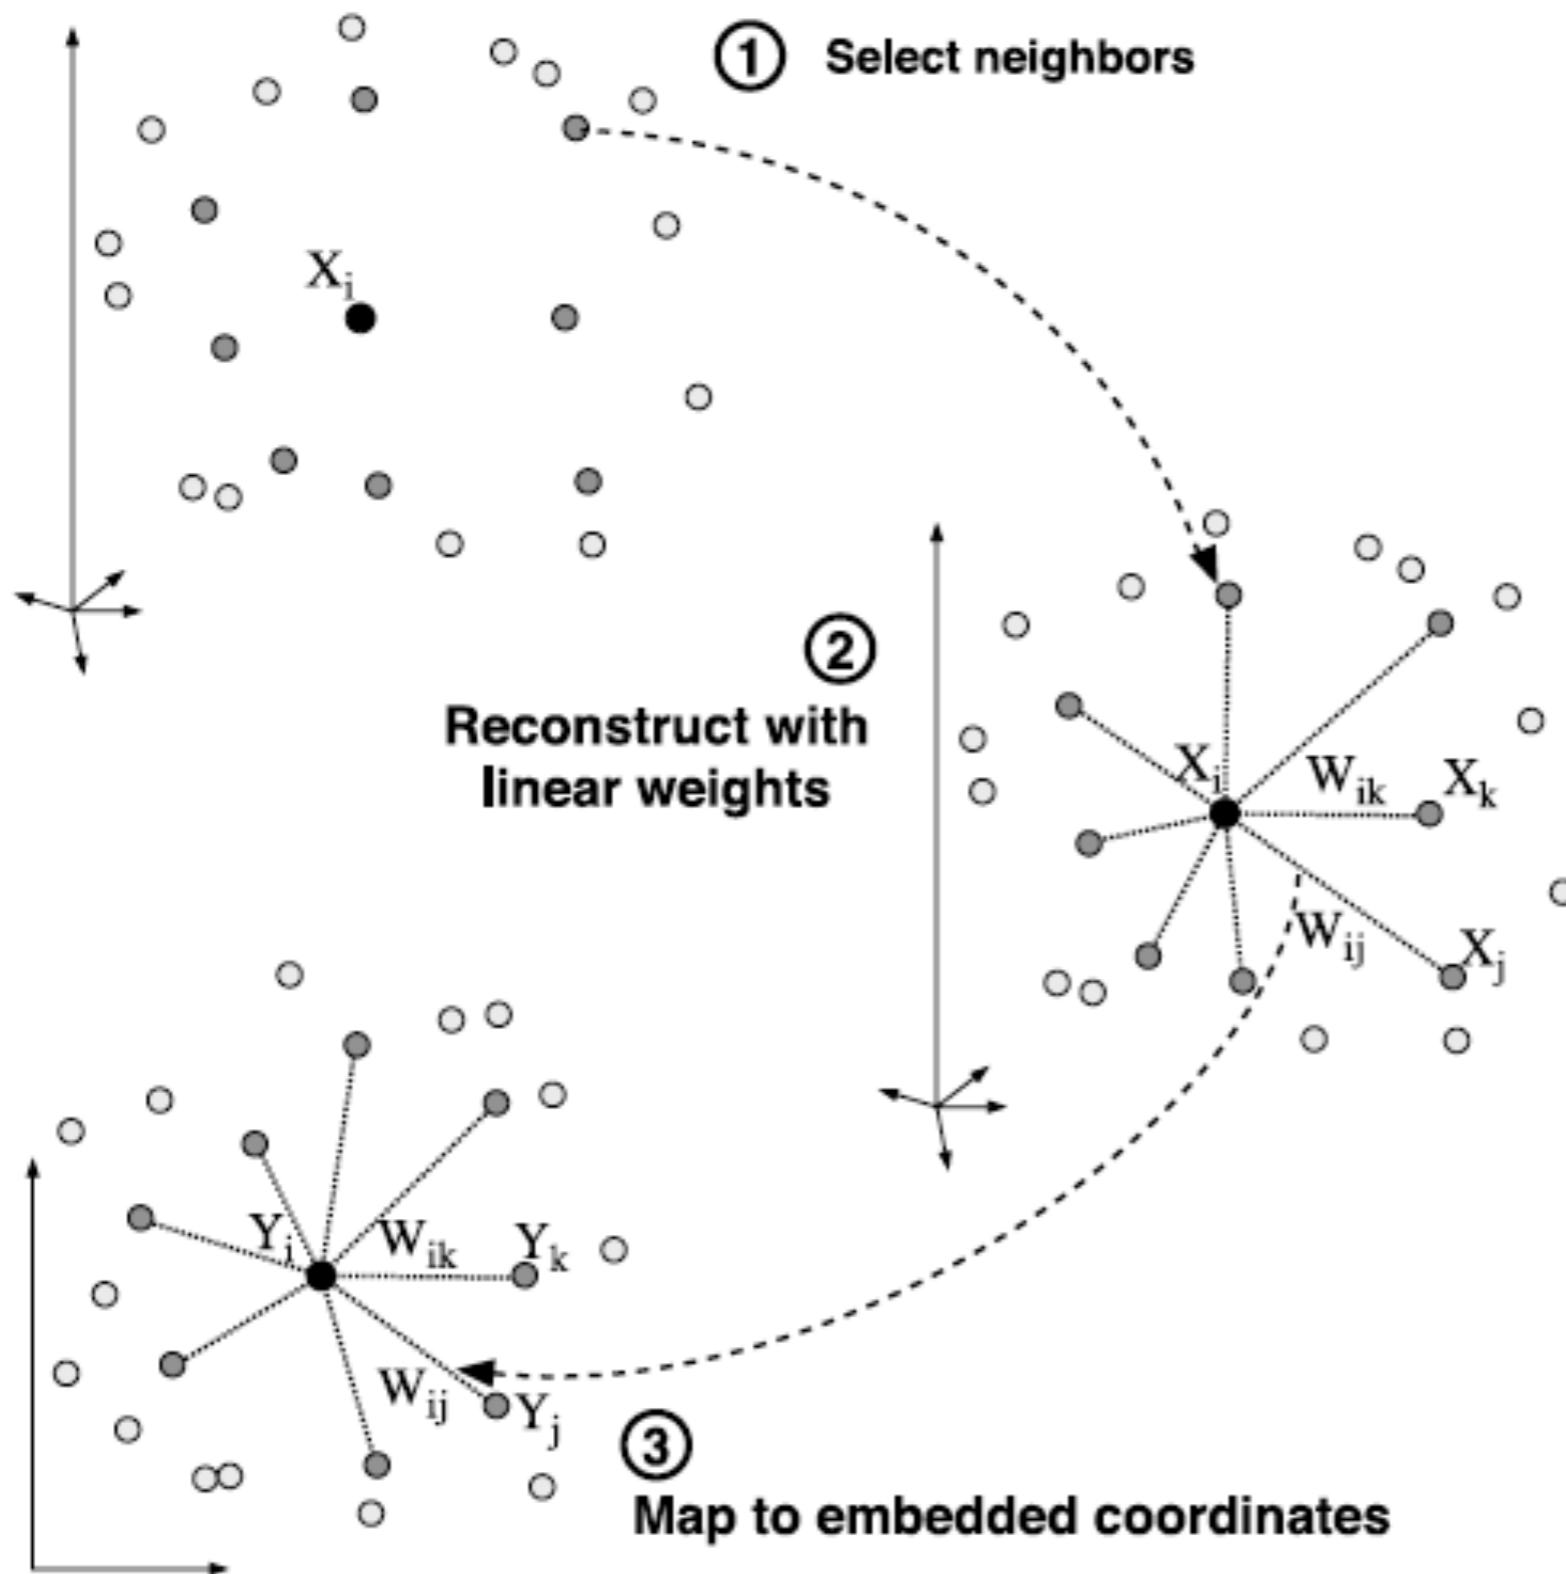 ① Select neighbors
X_i
②
Reconstruct with
linear weights
X_i
W_ik
X_k
W_ij
X_j
Y_i
W_ik
Y_k
W_ij
Y_j
③
Map to embedded coordinates